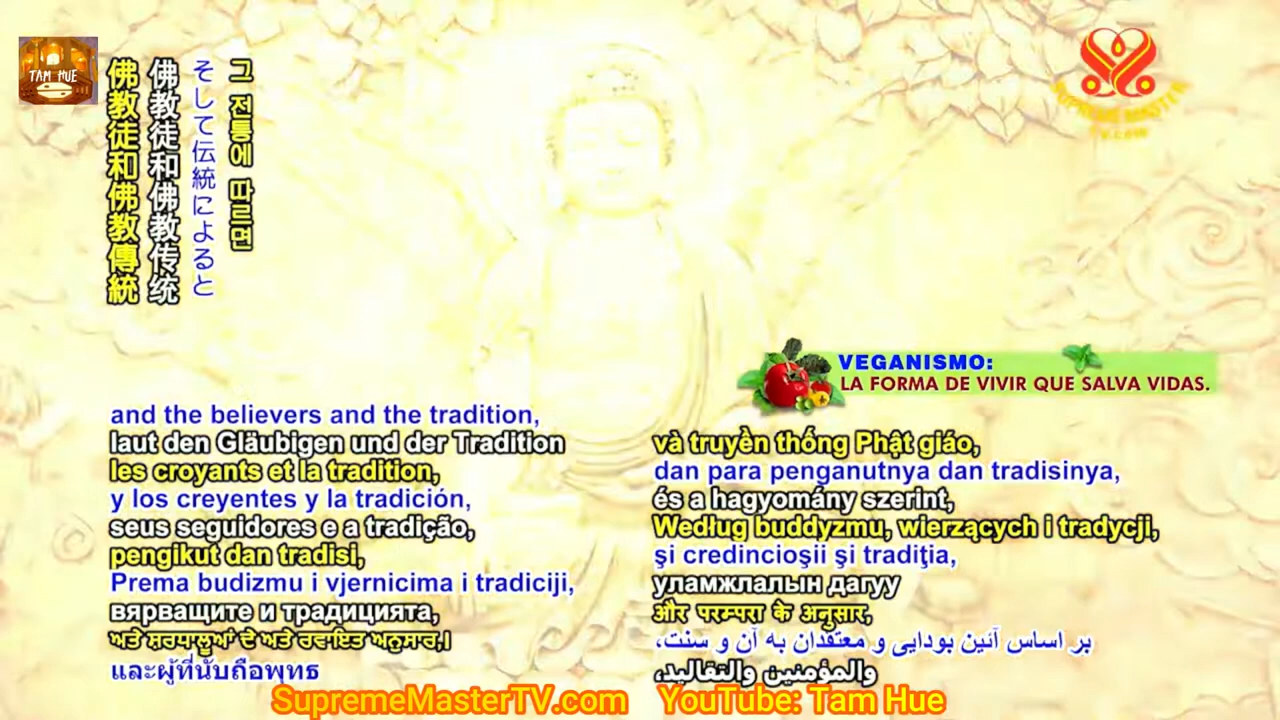 TAM HUE
그 전통에 따르면
そして伝統によると
佛教徒和佛教传统
佛教徒和佛教傳統
SUPREME MASTER
TV.COM
VEGANISMO:
LA FORMA DE VIVIR QUE SALVA VIDAS.
and the believers and the tradition,
laut den Gläubigen und der Tradition
les croyants et la tradition,
y los creyentes y la tradición,
seus seguidores e a tradição,
pengikut dan tradisi,
Prema budizmu i vjernicima i tradiciji,
вярващите и традицията,
ਅਤੇ ਸ਼ਰਧਾਲੂਆਂ ਦੇ ਅਤੇ ਰਵਾਇਤ ਅਨੁਸਾਰ,।
และผู้ที่นับถือพุทธ
và truyền thống Phật giáo,
dan para penganutnya dan tradisinya,
és a hagyomány szerint,
Według buddyzmu, wierzących i tradycji,
şi credincioşii şi tradiţia,
уламжлалын дагуу
और परम्परा के अनुसार,
بر اساس آئین بودایی و معتقدان به آن و سنت،
والمؤمنين والتقاليد،
SupremeMasterTV.com YouTube: Tam Hue